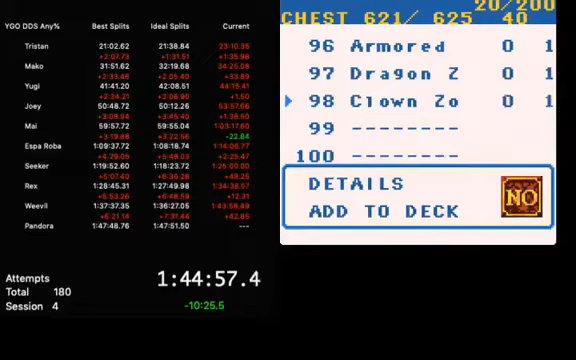 YGO DDS Any% Best Splits Ideal Splits Current
Tristan 21:02.62 21:38.84 23:10.35
+2:07.73 +1:31.51 +1:35.98
Mako 31:51.62 32:19.68 34:25.08
+2:33.46 +2:05.40 +33.89
Yugi 41:41.20 42:08.51 44:15.41
+2:34.21 +2:06.90 +1:38.50
Joey 50:48.72 50:12.26 53:57.66
+3:08.94 +3:45.40 +1:38.50
Mai 59:57.72 59:55.04 1:03:17.60
+3:19.88 +3:22.56 -22.84
Espa Roba 1:09:37.72 1:08:18.74 1:14:06.77
+4:29.05 +5:48.03 +2:25.47
Seeker 1:19:52.60 1:18:23.72 1:25:00.00
+5:07.40 +6:36.28 +49.25
Rex 1:28:45.31 1:27:49.98 1:34:38.57
+5:53.26 +6:48.59 +12.31
Weevil 1:37:37.35 1:36:27.05 1:43:58.49
+6:21.14 +7:31.44 +42.85
Pandora 1:47:48.76 1:47:51.50 ---
Attempts
Total 180
Session 4
1:44:57.4
-10:25.5
20/200
CHEST 621/ 625 40
96 Armored 0 1
97 Dragon Z 0 1
98 Clown Zo 0 1
99 --------
100 --------
DETAILS
ADD TO DECK
NO